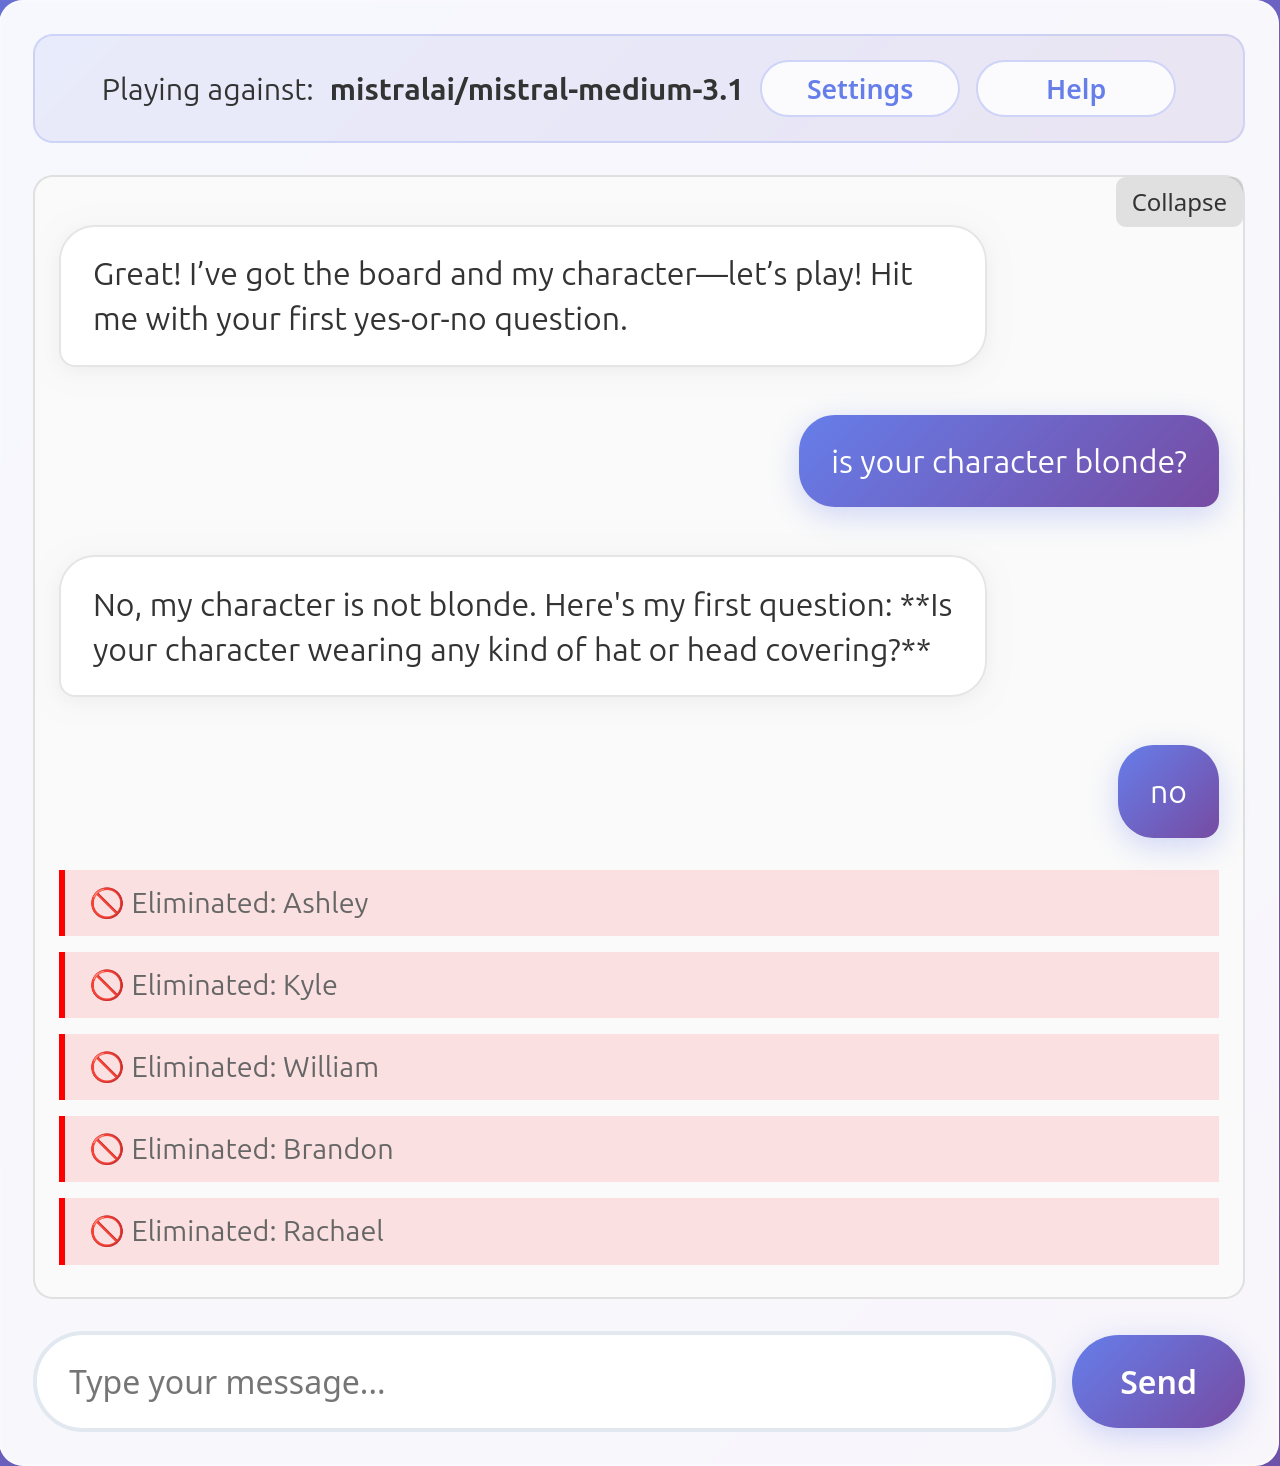 Playing against: mistralai/mistral-medium-3.1 Settings Help
Collapse
Great! I’ve got the board and my character—let’s play! Hit
me with your first yes-or-no question.
is your character blonde?
No, my character is not blonde. Here's my first question: **Is
your character wearing any kind of hat or head covering?**
no
Eliminated: Ashley
Eliminated: Kyle
Eliminated: William
Eliminated: Brandon
Eliminated: Rachael
Type your message...
Send